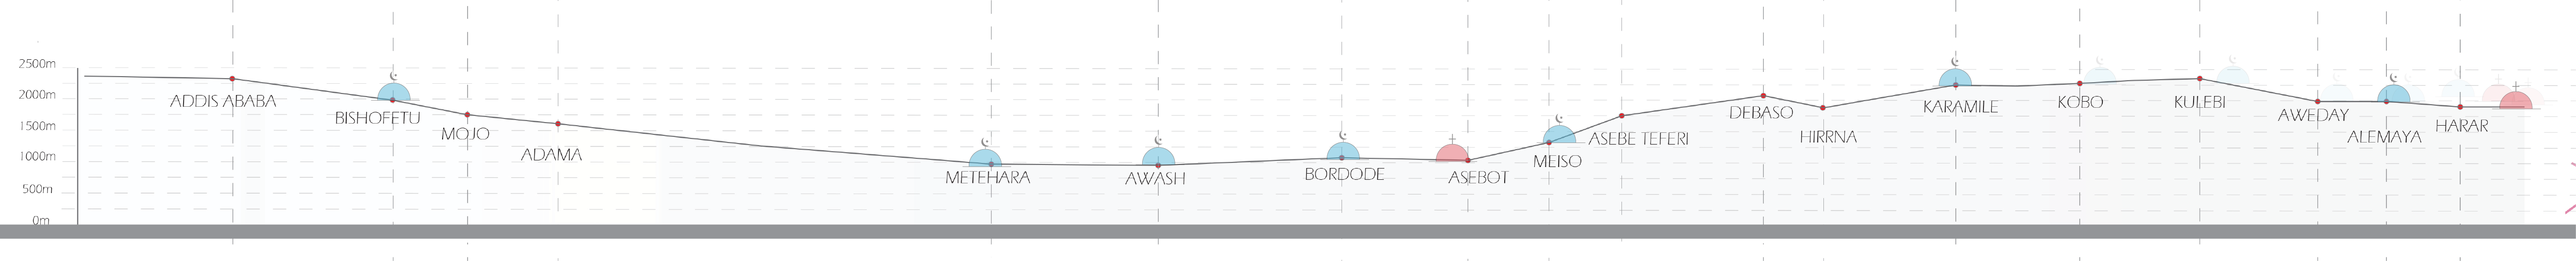 2500m
2000m
1500m
1000m
500m
0m
ADDIS ABABA
BISHOFETU
MOJO
ADAMA
METEHARA
AWASH
BORDODE
ASEBOT
MEISO
ASEBE TEFERI
DEBASO
HIRRNA
KARAMILE
KOBO
KULEBI
AWEDAY
ALEMAYA
HARAR